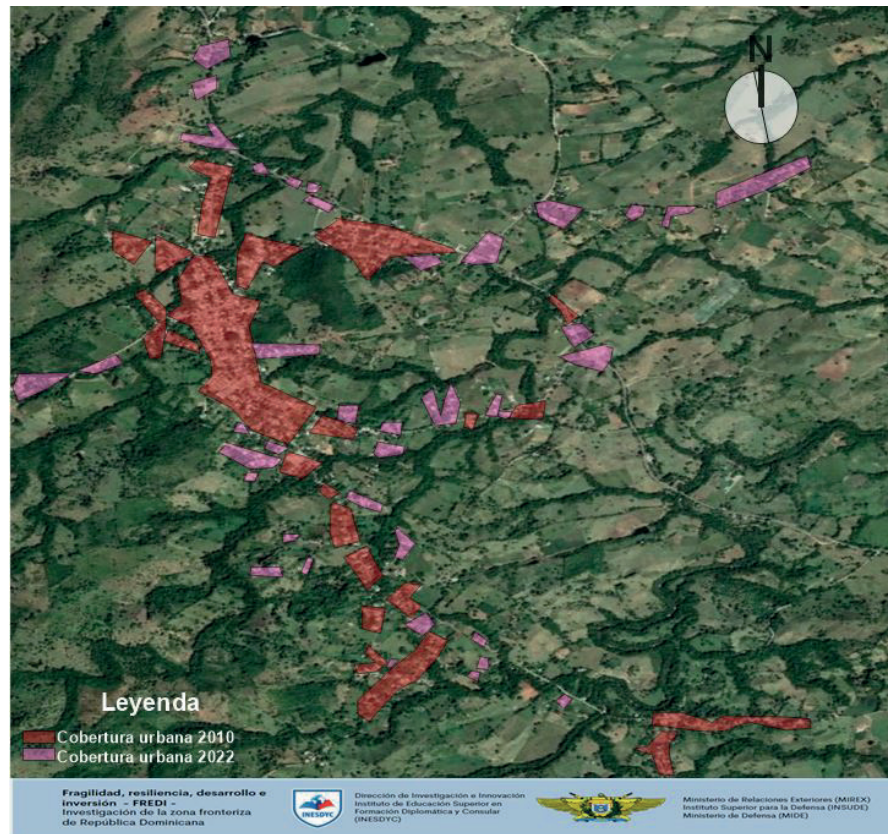 N
Leyenda
Cobertura urbana 2010
Cobertura urbana 2022
Fragilidad, resiliencia, desarrollo e
inversión - FREDI -
Investigación de la zona fronteriza
de República Dominicana
INESDYC
Dirección de Investigación e Innovación
Instituto de Educación Superior en
Formación Diplomática y Consular
(INESDYC)
Ministerio de Relaciones Exteriores (MIREX)
Instituto Superior para la Defensa (INSUDE)
Ministerio de Defensa (MIDE)